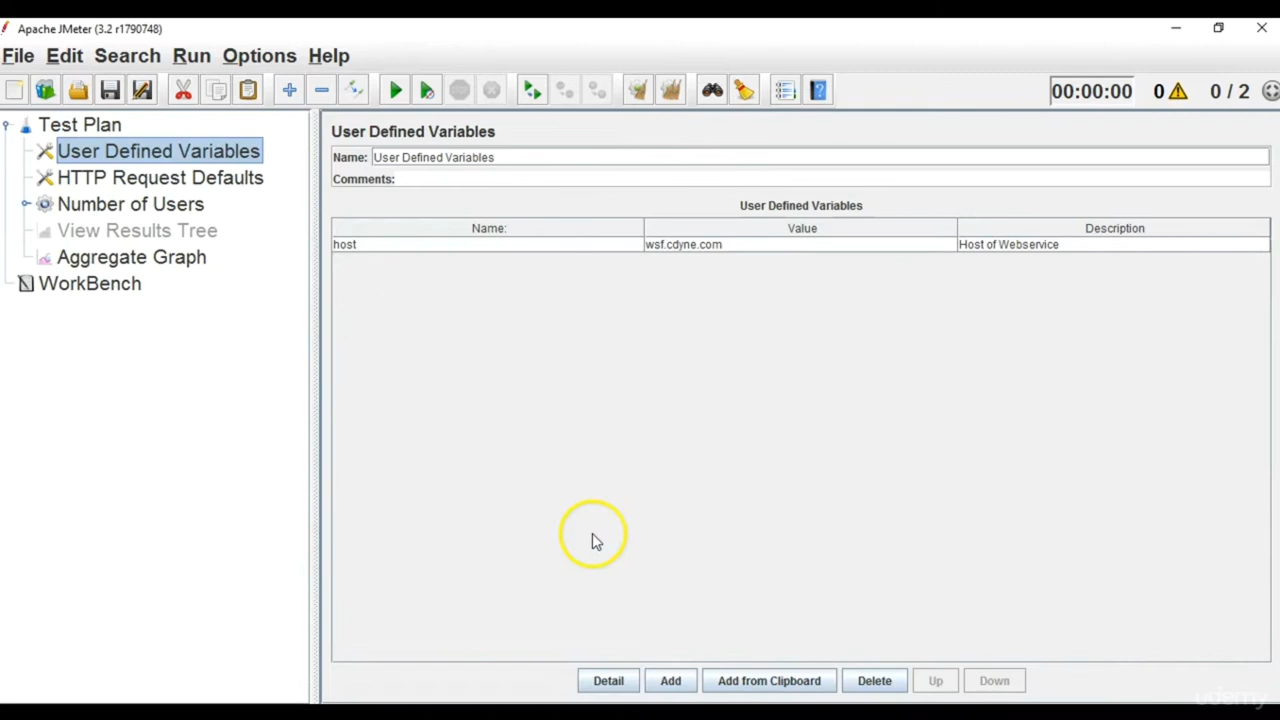 Apache JMeter (3.2 r1790748)
File Edit Search Run Options Help
00:00:00 0 0 / 2
Test Plan
User Defined Variables
HTTP Request Defaults
Number of Users
View Results Tree
Aggregate Graph
WorkBench
User Defined Variables
Name: User Defined Variables
Comments:
User Defined Variables
Name: Value Description
host wsf.cdyne.com Host of Webservice
Detail Add Add from Clipboard Delete Up Down
udemy